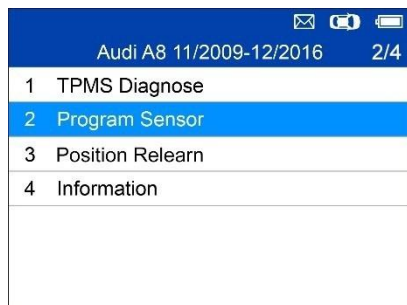 Audi A8 11/2009-12/2016 2/4
1 TPMS Diagnose
2 Program Sensor
3 Position Relearn
4 Information